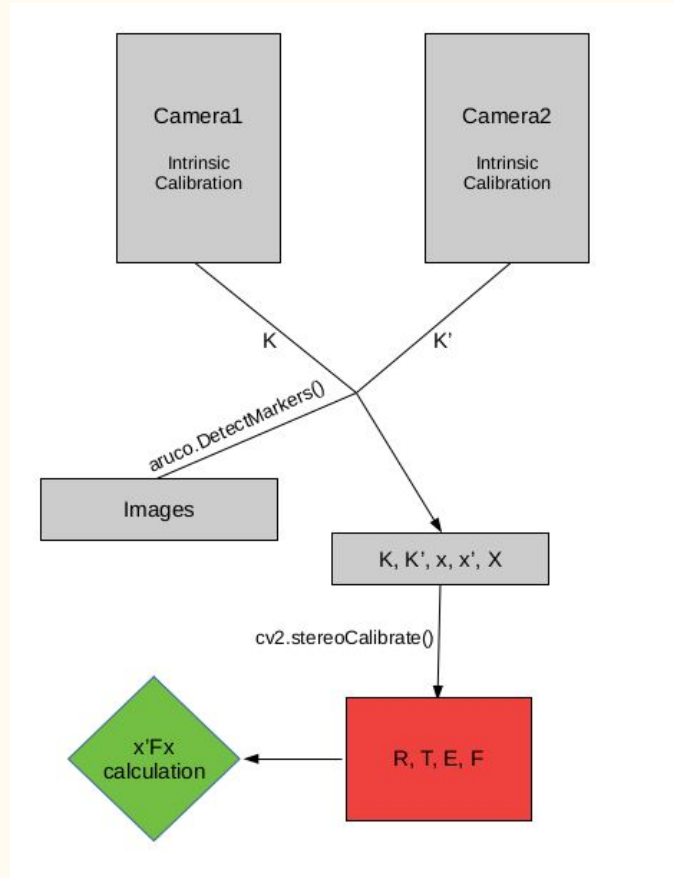 Camera1
Intrinsic
Calibration
Camera2
Intrinsic
Calibration
K
K’
aruco.DetectMarkers()
Images
K, K’, x, x’, X
cv2.stereoCalibrate()
x’Fx
calculation
R, T, E, F